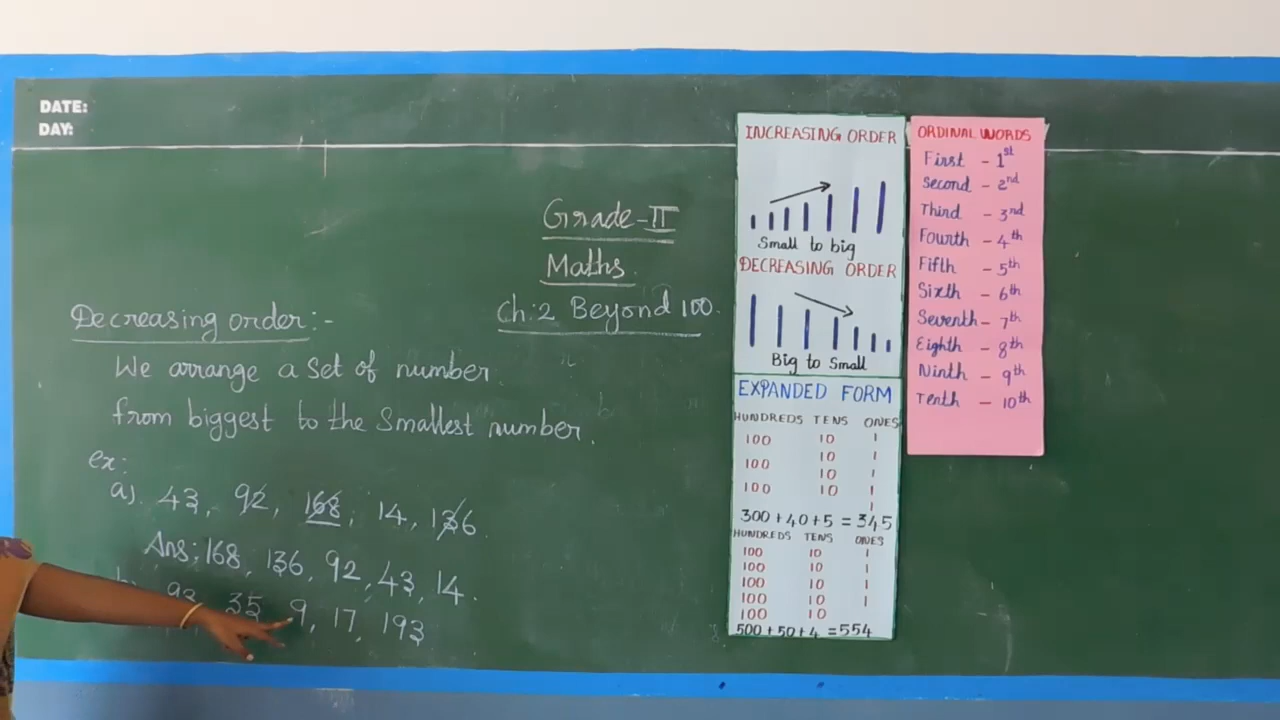 DATE:
DAY:
Grade-II
Maths.
Ch:2 Beyond 100.
Decreasing order:-
We arrange a Set of number
from biggest to the Smallest number.
ex:
a). 43, 92, 168, 14, 136.
Ans: 168, 136, 92, 43, 14.
93 35 9, 17, 193
INCREASING ORDER
Small to big
DECREASING ORDER
Big to Small
EXPANDED FORM
HUNDREDS TENS ONES
100 10 1
10 1
100 1
10 1
100 10 1
300+40+5 = 345
HUNDREDS TENS ONES
100 10 1
100 10 1
100 10 1
100 10 1
100 10
500+50+4 =554
ORDINAL WORDS
First - 1st
Second - 2nd
Third - 3rd
Fourth - 4th
Fifth - 5th
Sixth - 6th
Seventh - 7th
Eighth - 8th
Ninth - 9th
Tenth - 10th